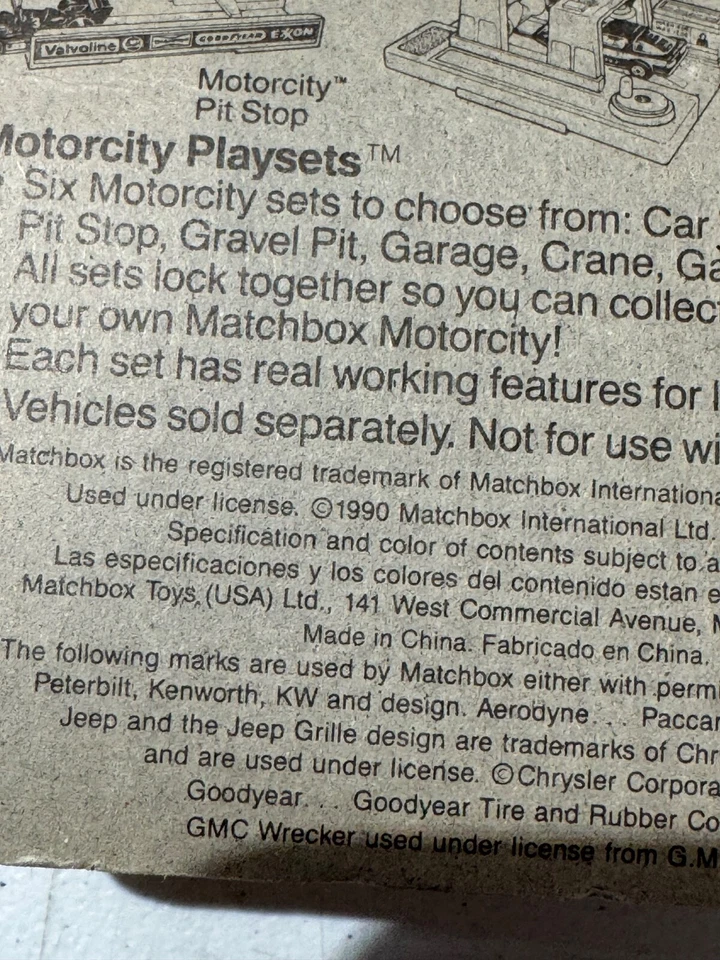 Valvoline GOODYEAR EXXON
Motorcity™
Pit Stop
Motorcity Playsets™
Six Motorcity sets to choose from: Car
Pit Stop, Gravel Pit, Garage, Crane, Ga
All sets lock together so you can collec
your own Matchbox Motorcity!
Each set has real working features for
Vehicles sold separately. Not for use wi
Matchbox is the registered trademark of Matchbox Internationa
Used under license. ©1990 Matchbox International Ltd.
Specification and color of contents subject to a
Las especificaciones y los colores del contenido estan e
Matchbox Toys (USA) Ltd., 141 West Commercial Avenue, M
Made in China. Fabricado en China.
The following marks are used by Matchbox either with permi
Peterbilt, Kenworth, KW and design. Aerodyne... Paccar
Jeep and the Jeep Grille design are trademarks of Chr
and are used under license. ©Chrysler Corpora
Goodyear... Goodyear Tire and Rubber Co
GMC Wrecker used under license from G.M